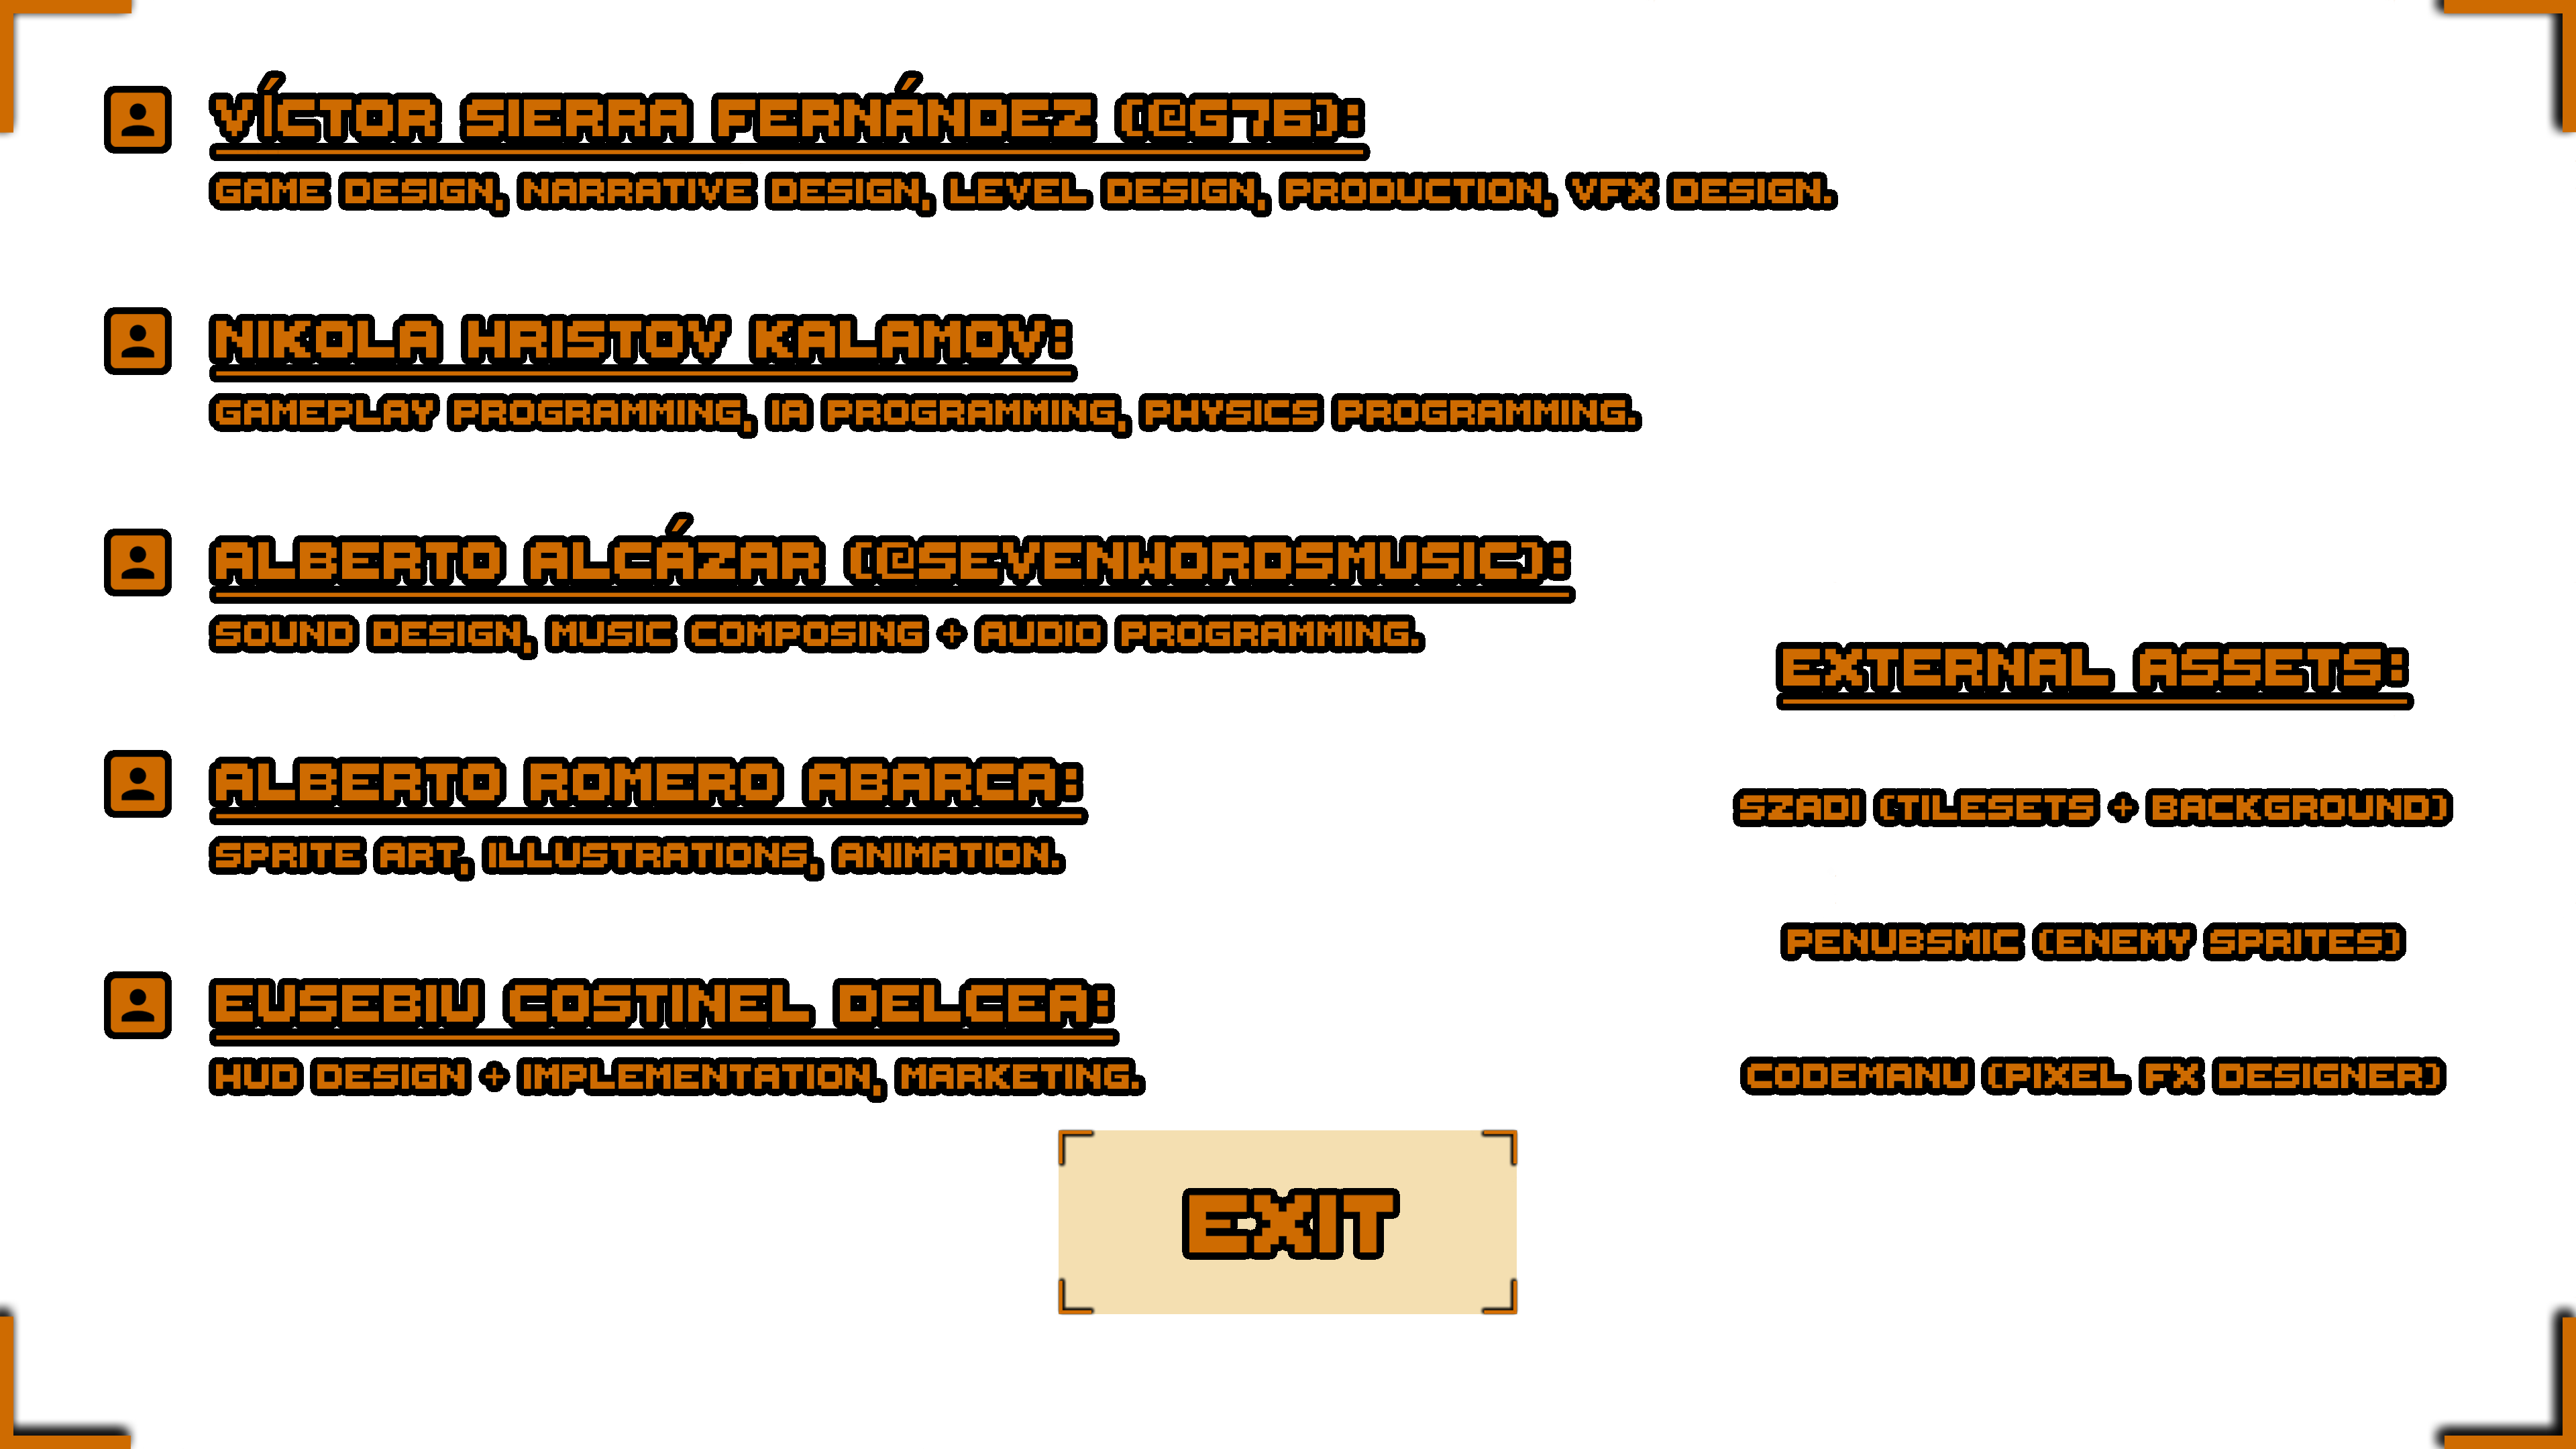 VÍCTOR SIERRA FERNÁNDEZ (@G76):
GAME DESIGN, NARRATIVE DESIGN, LEVEL DESIGN, PRODUCTION, VFX DESIGN.
NIKOLA HRISTOV KALAMOV:
GAMEPLAY PROGRAMMING, IA PROGRAMMING, PHYSICS PROGRAMMING.
ALBERTO ALCÁZAR (@SEVENWORDSMUSIC):
SOUND DESIGN, MUSIC COMPOSING + AUDIO PROGRAMMING.
ALBERTO ROMERO ABARCA:
SPRITE ART, ILLUSTRATIONS, ANIMATION.
EUSEBIU COSTINEL DELCEA:
HUD DESIGN + IMPLEMENTATION, MARKETING.
EXTERNAL ASSETS:
SZADI (TILESETS + BACKGROUND)
PENUBSMIC (ENEMY SPRITES)
CODEMANU (PIXEL FX DESIGNER)
EXIT